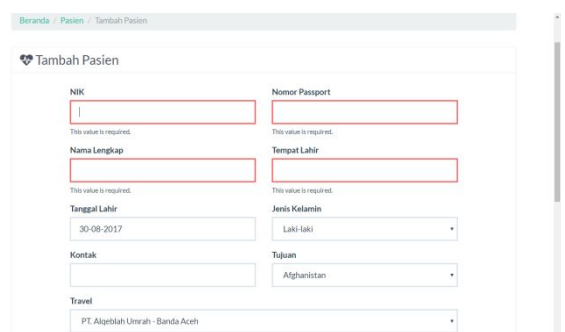 Beranda / Pasien / Tambah Pasien
Tambah Pasien
NIK
Nomor Passport
This value is required.
This value is required.
Nama Lengkap
Tempat Lahir
This value is required.
This value is required.
Tanggal Lahir
Jenis Kelamin
30-08-2017
Laki-laki
Kontak
Tujuan
Afghanistan
Travel
PT. Alqeblah Umrah - Banda Aceh